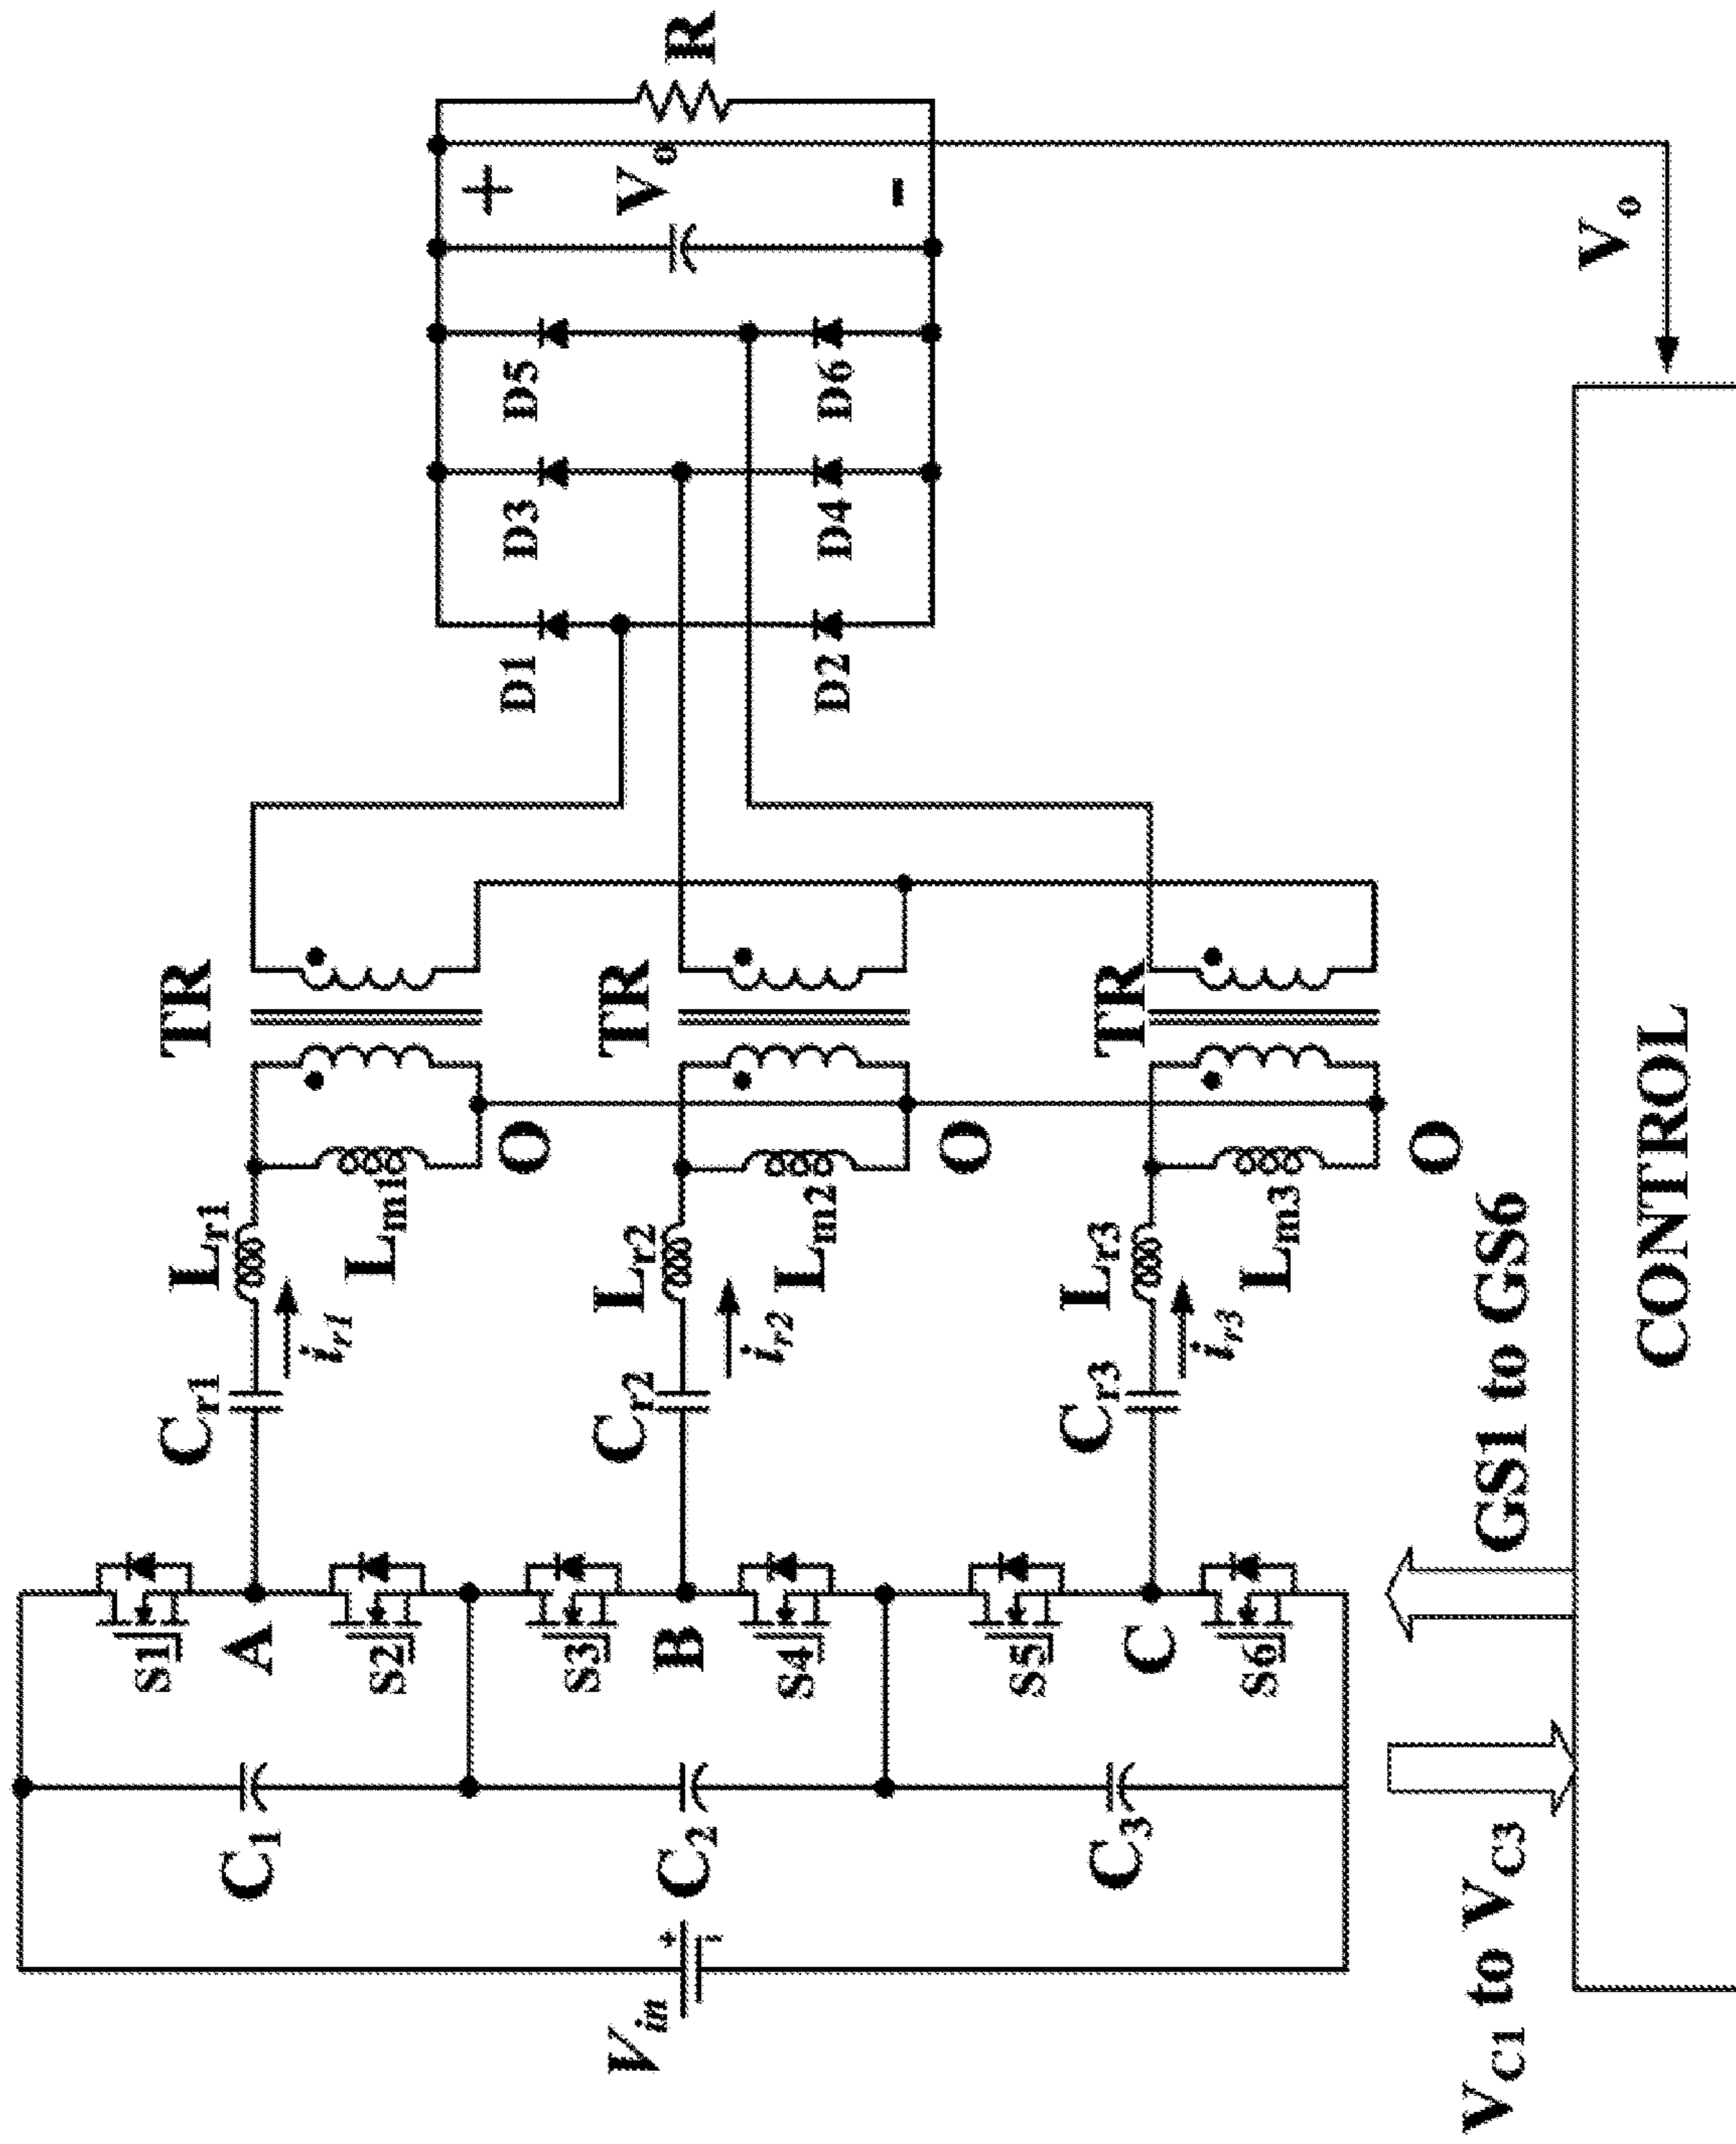 V_in
C_1
C_2
C_3
S1
A
S2
S3
B
S4
S5
C
S6
C_r1
i_r1
L_r1
L_m1
O
TR
C_r2
i_r2
L_r2
L_m2
O
TR
C_r3
i_r3
L_r3
L_m3
O
TR
D1
D3
D5
D2
D4
D6
+
V_o
-
R
V_C1 to V_C3
GS1 to GS6
V_o
CONTROL